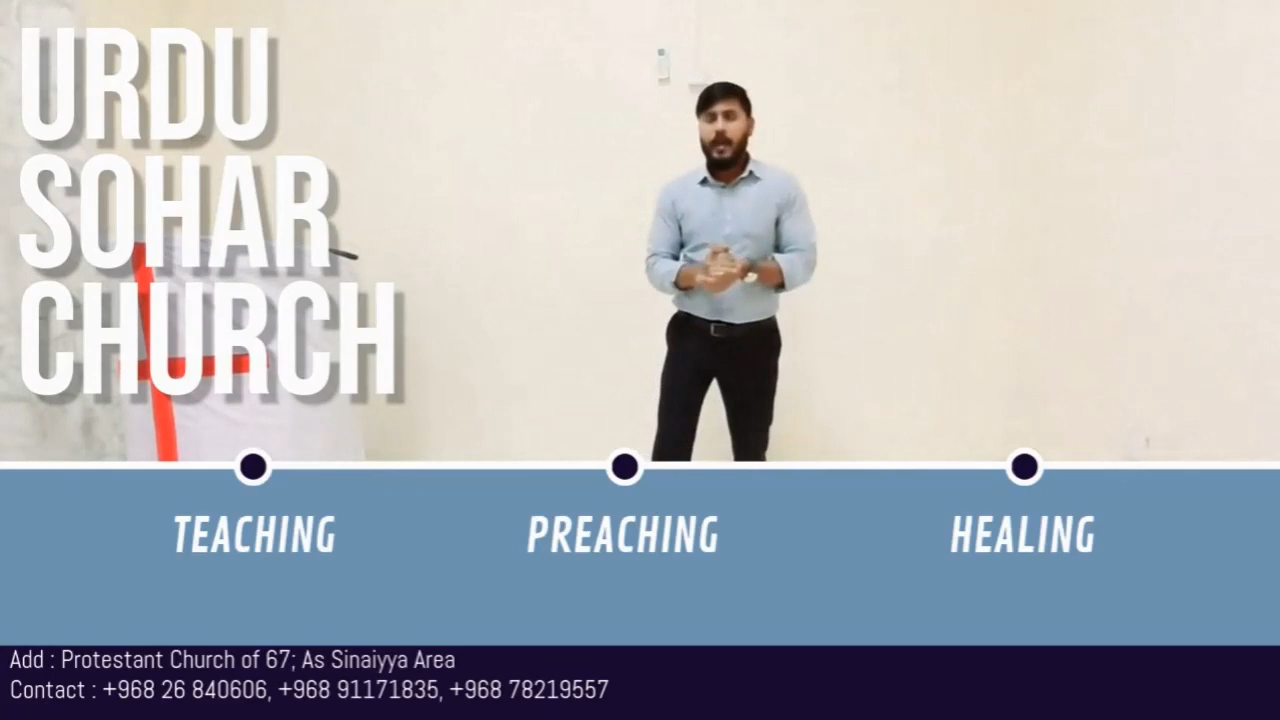 URDU
SOHAR
CHURCH
TEACHING
PREACHING
HEALING
Add : Protestant Church of 67; As Sinaiyya Area
Contact : +968 26 840606, +968 91171835, +968 78219557